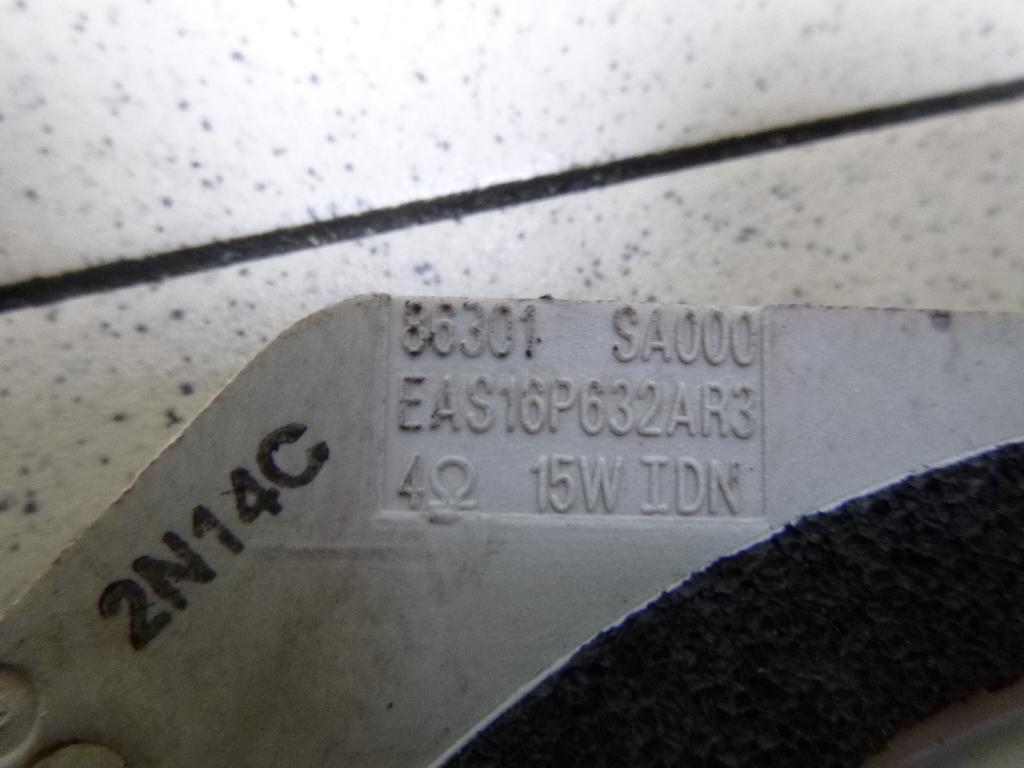 86301 SA000
EAS16P632AR3
4Ω 15W IDN
2N14C